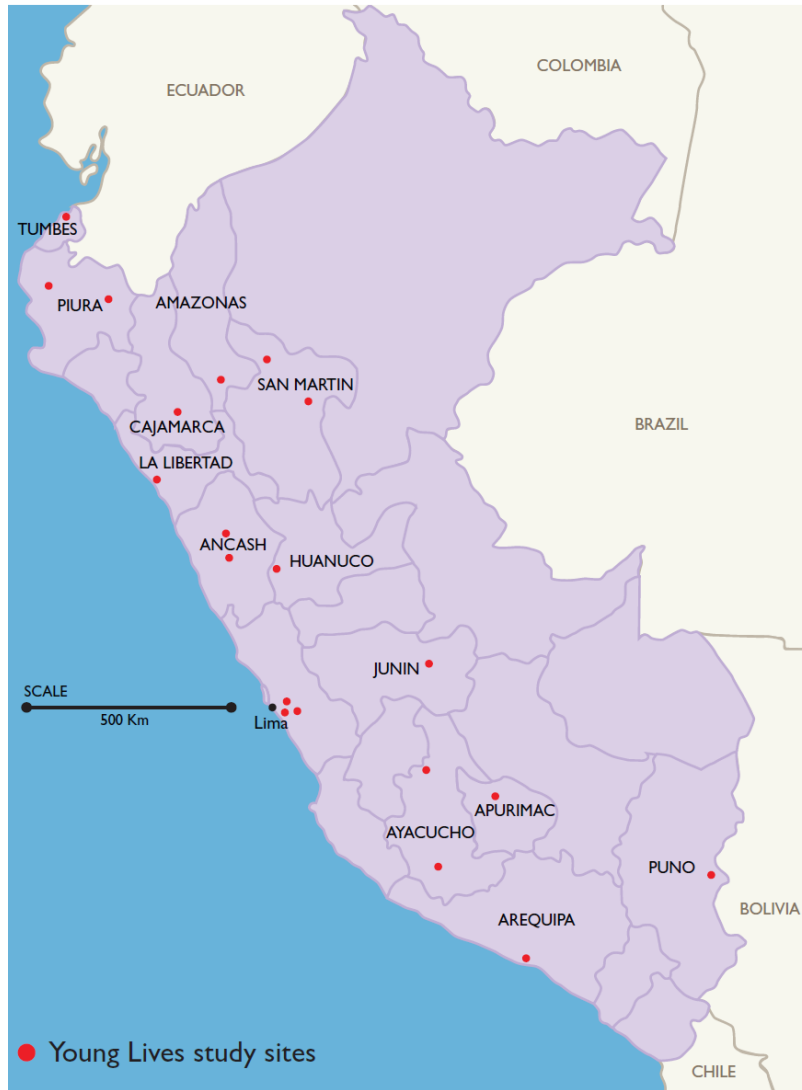 COLOMBIA
ECUADOR
TUMBES
PIURA
AMAZONAS
SAN MARTIN
CAJAMARCA
BRAZIL
LA LIBERTAD
ANCASH
HUANUCO
JUNIN
SCALE
500 Km
Lima
APURIMAC
AYACUCHO
PUNO
BOLIVIA
AREQUIPA
Young Lives study sites
CHILE